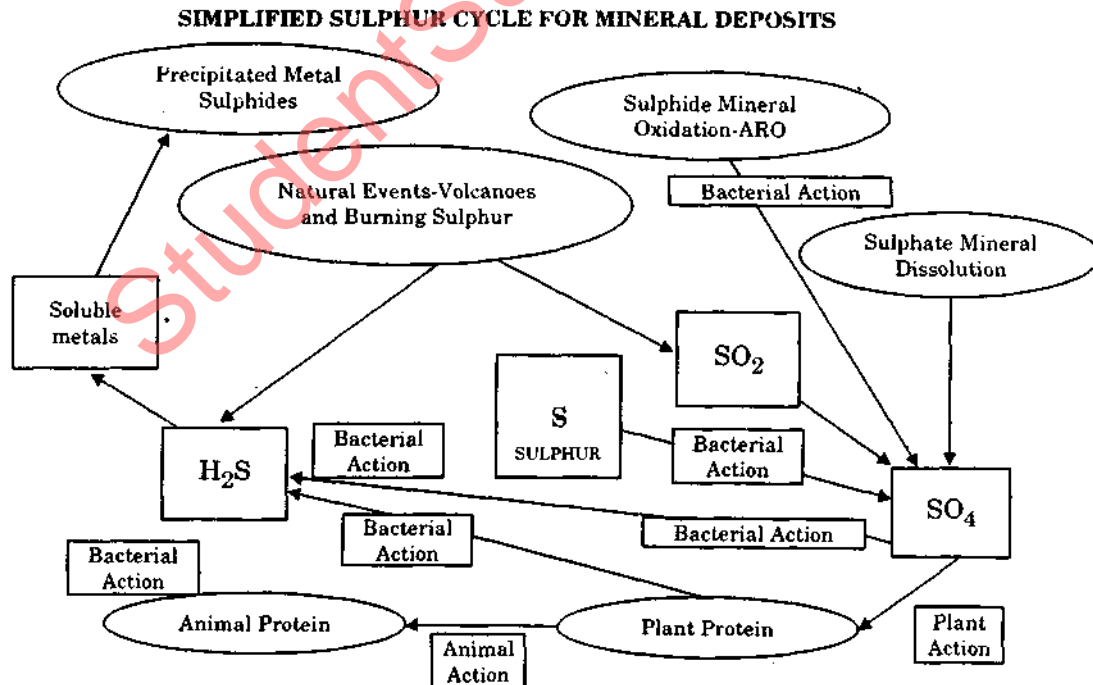 SIMPLIFIED SULPHUR CYCLE FOR MINERAL DEPOSITS
Precipitated Metal
Sulphides
Sulphide Mineral
Oxidation-ARO
Natural Events-Volcanoes
and Burning Sulphur
Bacterial Action
Sulphate Mineral
Dissolution
Soluble
metals
SO₂
S
SULPHUR
Bacterial
Action
H₂S
Bacterial
Action
SO₄
Bacterial
Action
Bacterial Action
Bacterial
Action
Animal Protein
Plant Protein
Plant
Action
Animal
Action